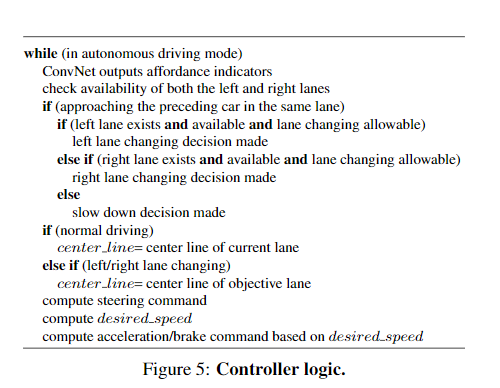 while (in autonomous driving mode)
ConvNet outputs affordance indicators
check availability of both the left and right lanes
if (approaching the preceding car in the same lane)
if (left lane exists and available and lane changing allowable)
left lane changing decision made
else if (right lane exists and available and lane changing allowable)
right lane changing decision made
else
slow down decision made
if (normal driving)
center_line= center line of current lane
else if (left/right lane changing)
center_line= center line of objective lane
compute steering command
compute desired_speed
compute acceleration/brake command based on desired_speed
Figure 5: Controller logic.